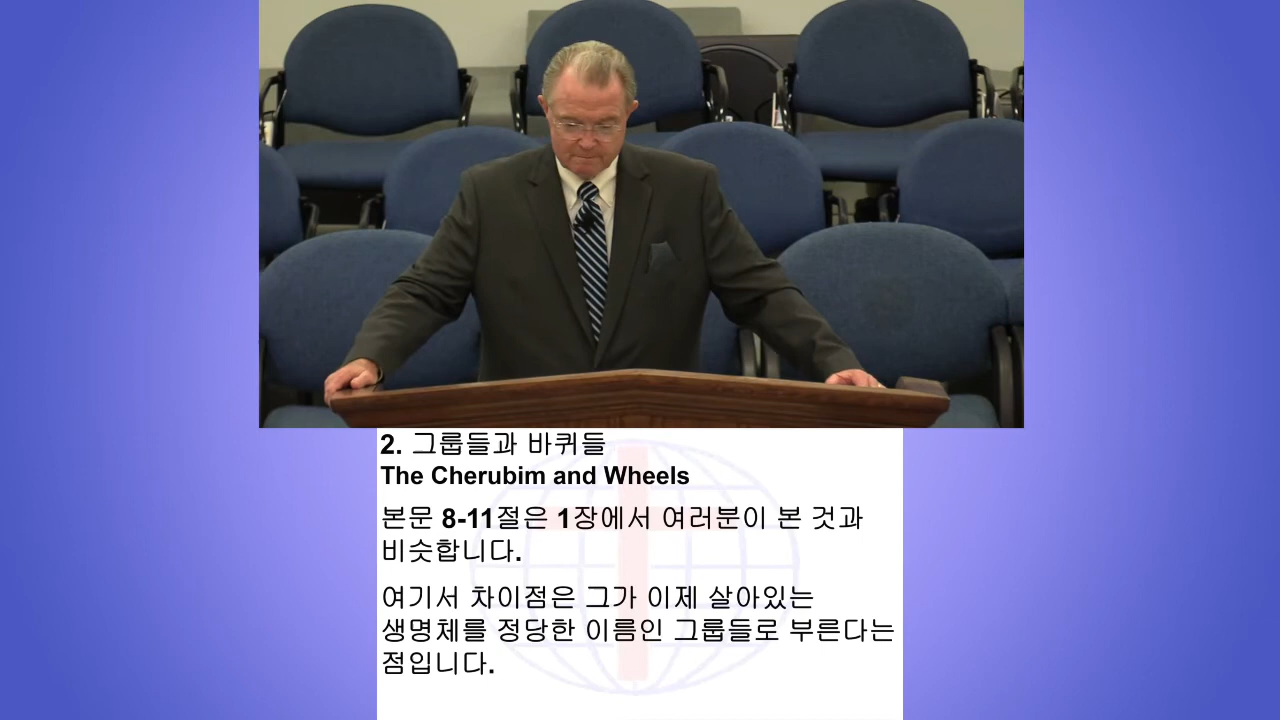 2. 그룹들과 바퀴들
The Cherubim and Wheels
본문 8-11절은 1장에서 여러분이 본 것과
비슷합니다.
여기서 차이점은 그가 이제 살아있는
생명체를 정당한 이름인 그룹들로 부른다는
점입니다.